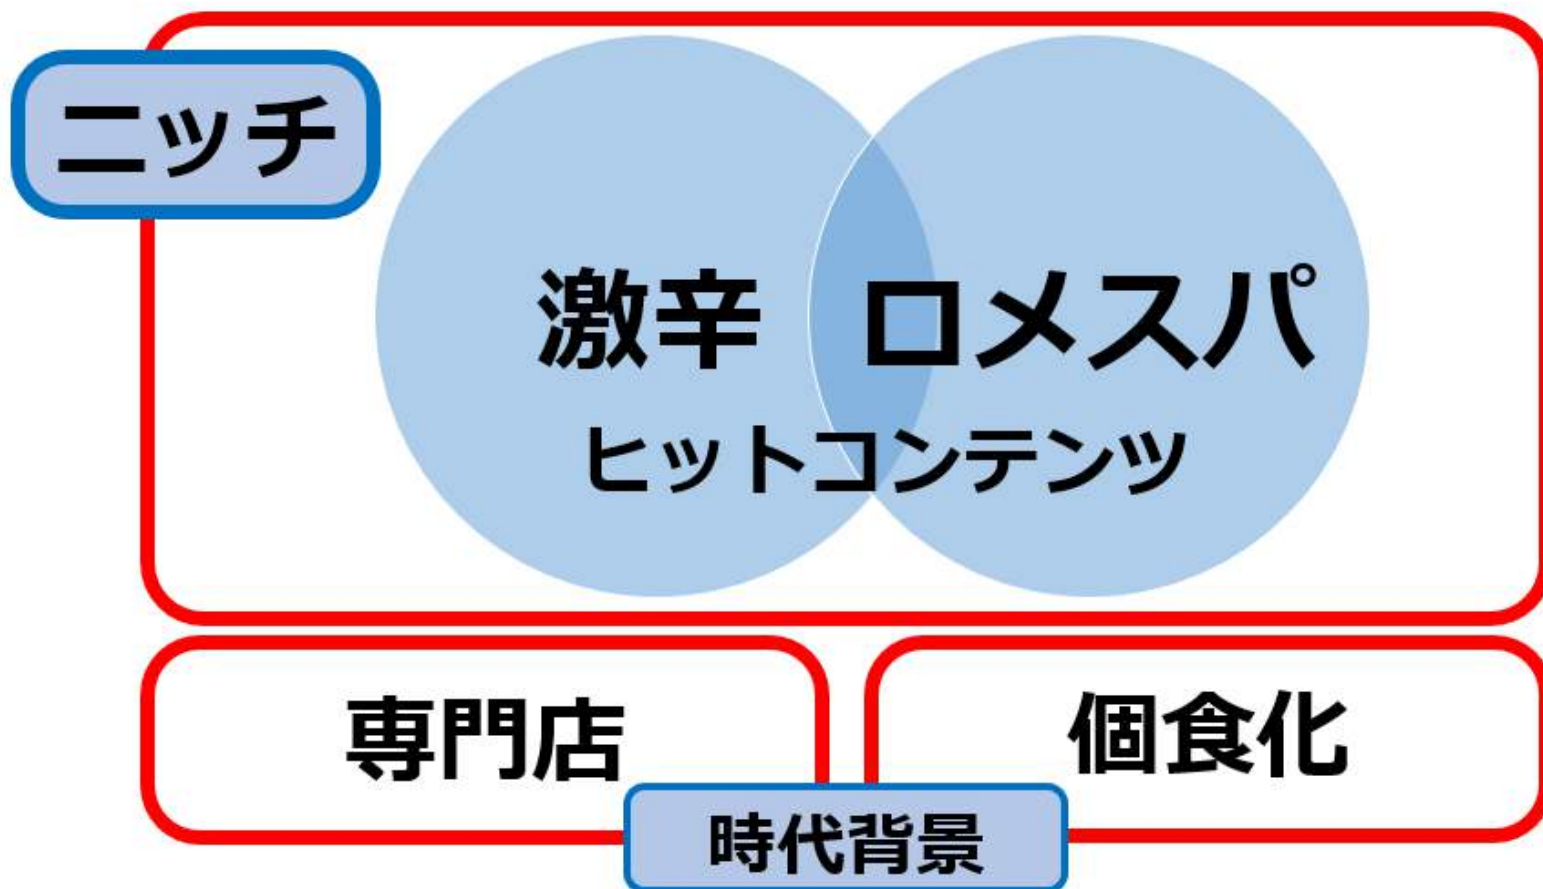 ニッチ
激辛 ロメスパ
ヒットコンテンツ
専門店
個食化
時代背景